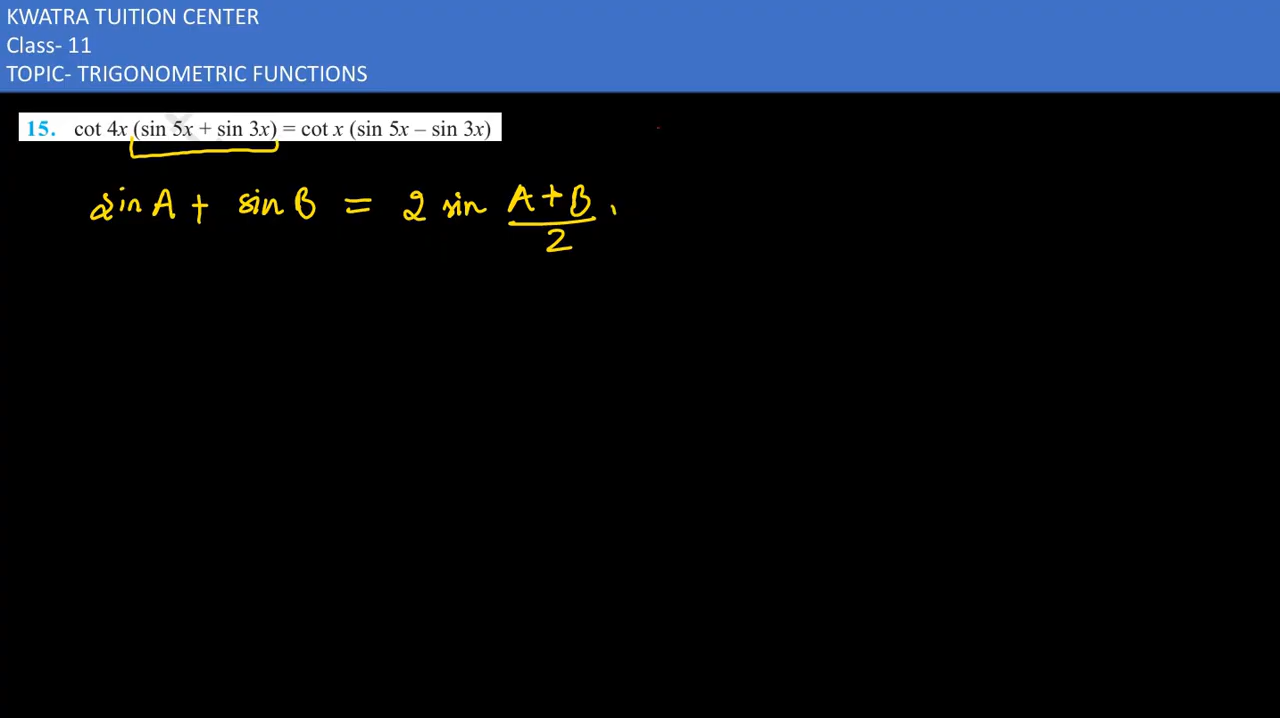 KWATRA TUITION CENTER
Class- 11
TOPIC- TRIGONOMETRIC FUNCTIONS
15. cot 4x (sin 5x + sin 3x) = cot x (sin 5x – sin 3x)
sin A + sin B = 2 sin (A+B)/2 .